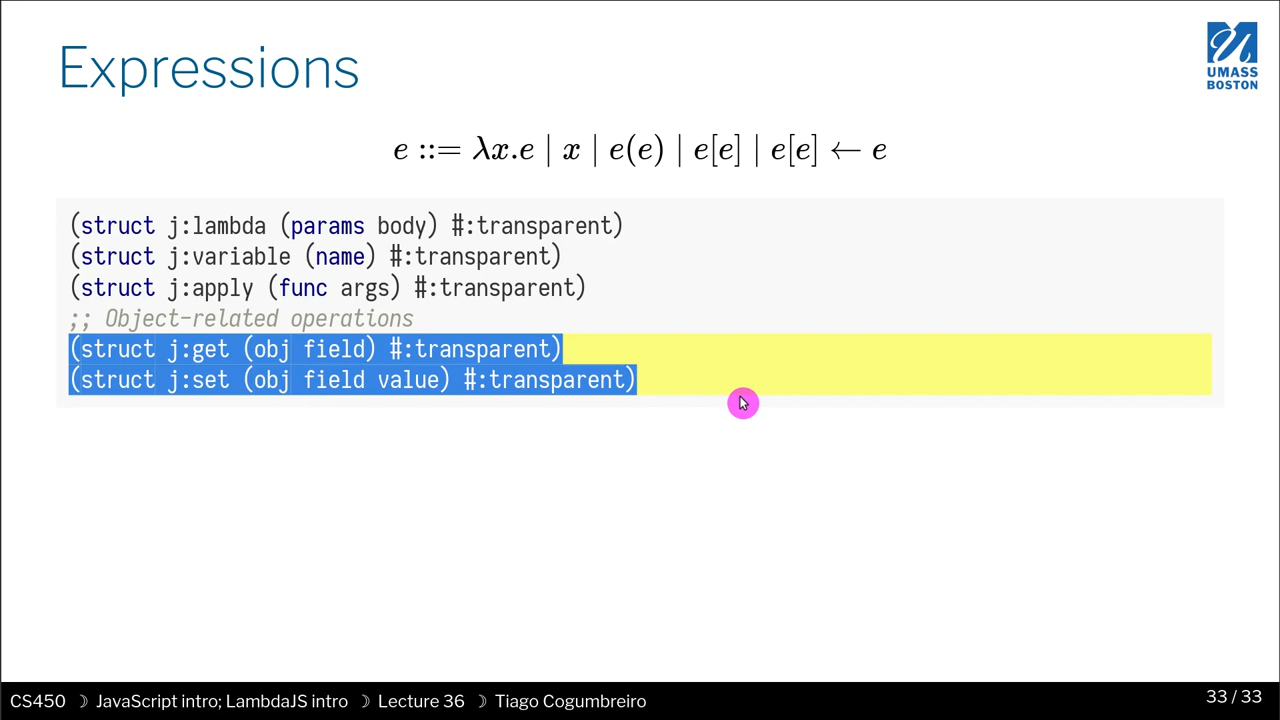 Expressions
UMASS
BOSTON
e ::= λx.e | x | e(e) | e[e] | e[e] ← e
(struct j:lambda (params body) #:transparent)
(struct j:variable (name) #:transparent)
(struct j:apply (func args) #:transparent)
;; Object-related operations
(struct j:get (obj field) #:transparent)
(struct j:set (obj field value) #:transparent)
CS450 ☽ JavaScript intro; LambdaJS intro ☽ Lecture 36 ☽ Tiago Cogumbreiro
33 / 33